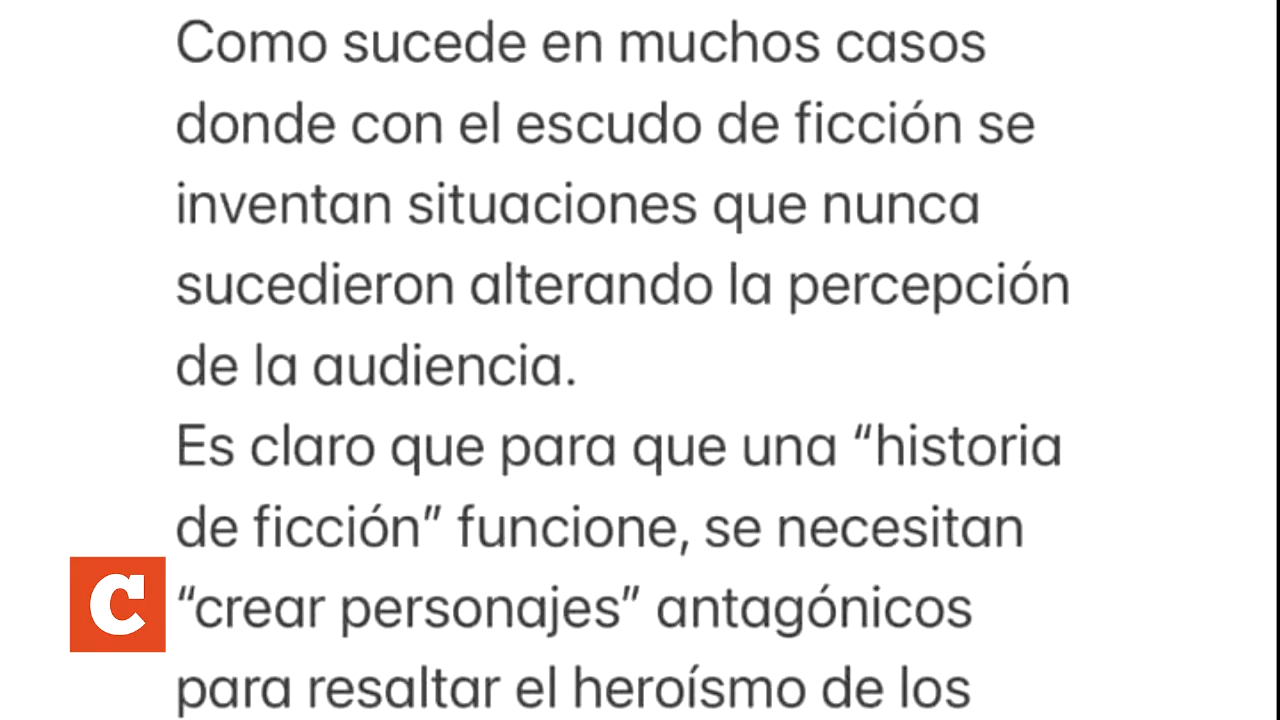 Como sucede en muchos casos
donde con el escudo de ficción se
inventan situaciones que nunca
sucedieron alterando la percepción
de la audiencia.
Es claro que para que una “historia
de ficción” funcione, se necesitan
“crear personajes” antagónicos
para resaltar el heroísmo de los
C